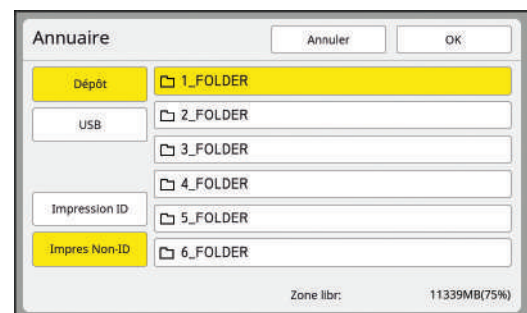 Annuaire
Annuler
OK
Dépôt
USB
Impression ID
Impres Non-ID
1_FOLDER
2_FOLDER
3_FOLDER
4_FOLDER
5_FOLDER
6_FOLDER
Zone libr: 11339MB(75%)